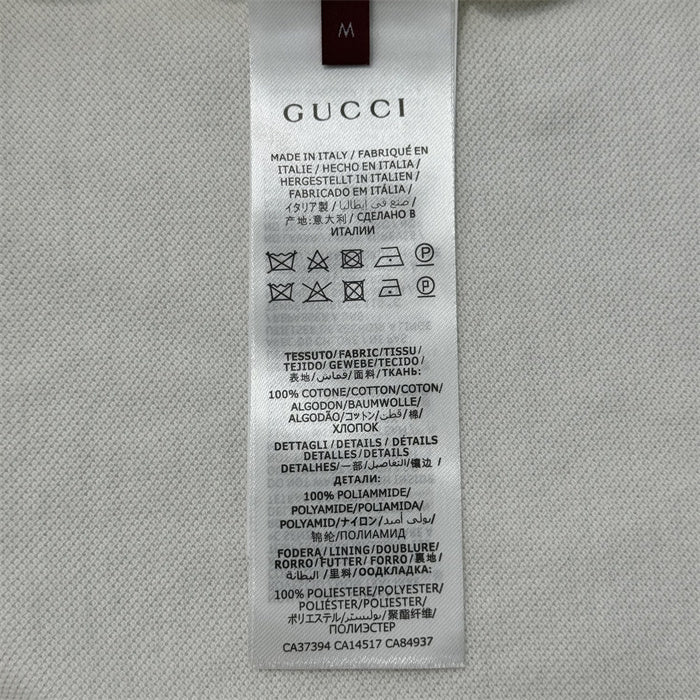 M
GUCCI
MADE IN ITALY / FABRIQUÉ EN
ITALIE / HECHO EN ITALIA /
HERGESTELLT IN ITALIEN /
FABRICADO EM ITÁLIA /
イタリア製 / صنع في إيطاليا /
产地:意大利 / СДЕЛАНО В
ИТАЛИИ
P
P
TESSUTO/FABRIC/TISSU/
TEJIDO/ GEWEBE/TECIDO/
表地/قماش/面料/ТКАНЬ:
100% COTONE/COTTON/COTON/
ALGODON/BAUMWOLLE/
ALGODÃO/コットン/قطن/棉/
ХЛОПОК
DETTAGLI/DETAILS/ DÉTAILS
DETALLES/DETAILS/
DETALHES/一部/التفاصيل/镶边/
ДЕТАЛИ:
100% POLIAMMIDE/
POLYAMIDE/POLIAMIDA/
POLYAMID/ナイロン/بولي أميد/
锦纶/ПОЛИАМИД
FODERA/LINING/DOUBLURE/
FORRO/FUTTER/ FORRO/裏地/
البطانة/里料/ООДКЛАДКА:
100% POLIESTERE/POLYESTER/
POLIÉSTER/POLYESTER/
ポリエステル/بوليستر/聚酯纤维/
ПОЛИЭСТЕР
CA37394 CA14517 CA84937